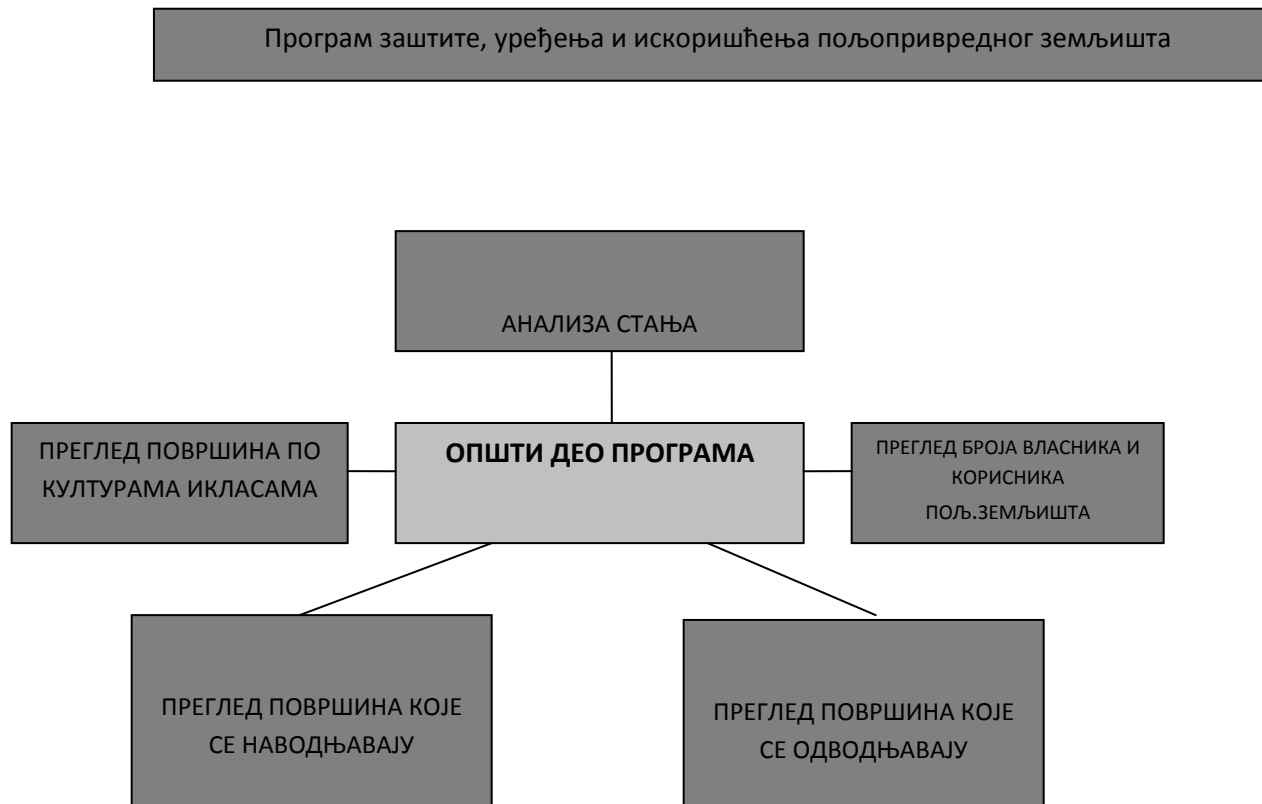 Програм заштите, уређења и искоришћења пољопривредног земљишта
АНАЛИЗА СТАЊА
ПРЕГЛЕД ПОВРШИНА ПО
КУЛТУРАМА ИКЛАСАМА
ОПШТИ ДЕО ПРОГРАМА
ПРЕГЛЕД БРОЈА ВЛАСНИКА И
КОРИСНИКА
ПОЉ.ЗЕМЉИШТА
ПРЕГЛЕД ПОВРШИНА КОЈЕ
СЕ НАВОДЊАВАЈУ
ПРЕГЛЕД ПОВРШИНА КОЈЕ
СЕ ОДВОДЊАВАЈУ